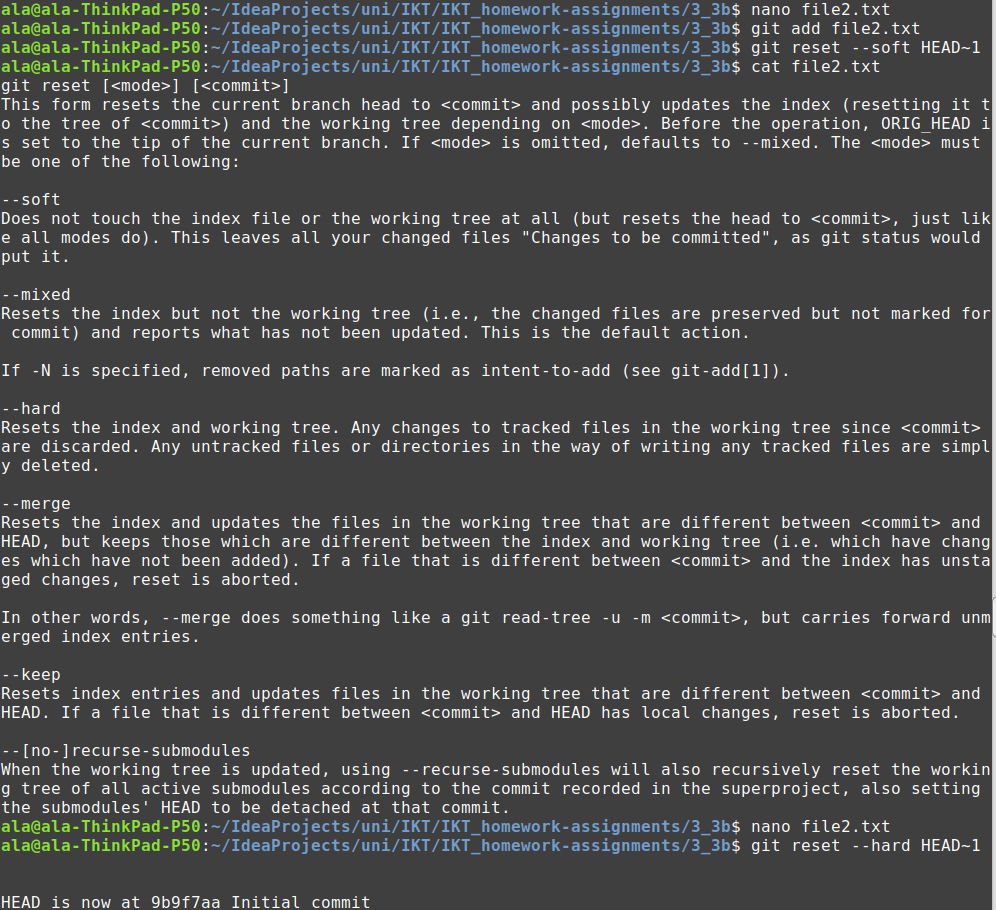 ala@ala-ThinkPad-P50:~/IdeaProjects/uni/IKT/IKT_homework-assignments/3_3b$ nano file2.txt
ala@ala-ThinkPad-P50:~/IdeaProjects/uni/IKT/IKT_homework-assignments/3_3b$ git add file2.txt
ala@ala-ThinkPad-P50:~/IdeaProjects/uni/IKT/IKT_homework-assignments/3_3b$ git reset --soft HEAD~1
ala@ala-ThinkPad-P50:~/IdeaProjects/uni/IKT/IKT_homework-assignments/3_3b$ cat file2.txt
git reset [<mode>] [<commit>]
This form resets the current branch head to <commit> and possibly updates the index (resetting it t
o the tree of <commit>) and the working tree depending on <mode>. Before the operation, ORIG_HEAD i
s set to the tip of the current branch. If <mode> is omitted, defaults to --mixed. The <mode> must
be one of the following:

--soft
Does not touch the index file or the working tree at all (but resets the head to <commit>, just lik
e all modes do). This leaves all your changed files "Changes to be committed", as git status would
put it.

--mixed
Resets the index but not the working tree (i.e., the changed files are preserved but not marked for
 commit) and reports what has not been updated. This is the default action.

If -N is specified, removed paths are marked as intent-to-add (see git-add[1]).

--hard
Resets the index and working tree. Any changes to tracked files in the working tree since <commit>
are discarded. Any untracked files or directories in the way of writing any tracked files are simpl
y deleted.

--merge
Resets the index and updates the files in the working tree that are different between <commit> and
HEAD, but keeps those which are different between the index and working tree (i.e. which have chang
es which have not been added). If a file that is different between <commit> and the index has unsta
ged changes, reset is aborted.

In other words, --merge does something like a git read-tree -u -m <commit>, but carries forward unm
erged index entries.

--keep
Resets index entries and updates files in the working tree that are different between <commit> and
HEAD. If a file that is different between <commit> and HEAD has local changes, reset is aborted.

--[no-]recurse-submodules
When the working tree is updated, using --recurse-submodules will also recursively reset the workin
g tree of all active submodules according to the commit recorded in the superproject, also setting
the submodules' HEAD to be detached at that commit.
ala@ala-ThinkPad-P50:~/IdeaProjects/uni/IKT/IKT_homework-assignments/3_3b$ nano file2.txt
ala@ala-ThinkPad-P50:~/IdeaProjects/uni/IKT/IKT_homework-assignments/3_3b$ git reset --hard HEAD~1

HEAD is now at 9b9f7aa Initial commit